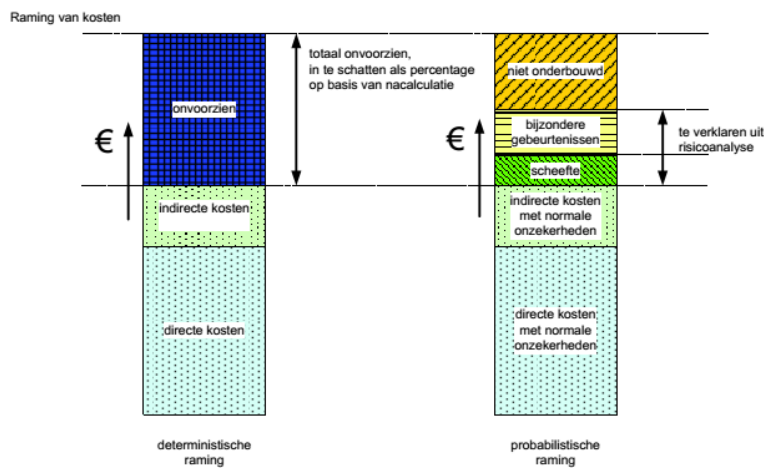 Raming van kosten
onvoorzien
€
indirecte kosten
directe kosten
deterministische
raming
totaal onvoorzien,
in te schatten als percentage
op basis van nacalculatie
niet onderbouwd
bijzondere
gebeurtenissen
scheefte
€
indirecte kosten
met normale
onzekerheden
directe kosten
met normale
onzekerheden
probabilistische
raming
te verklaren uit
risicoanalyse